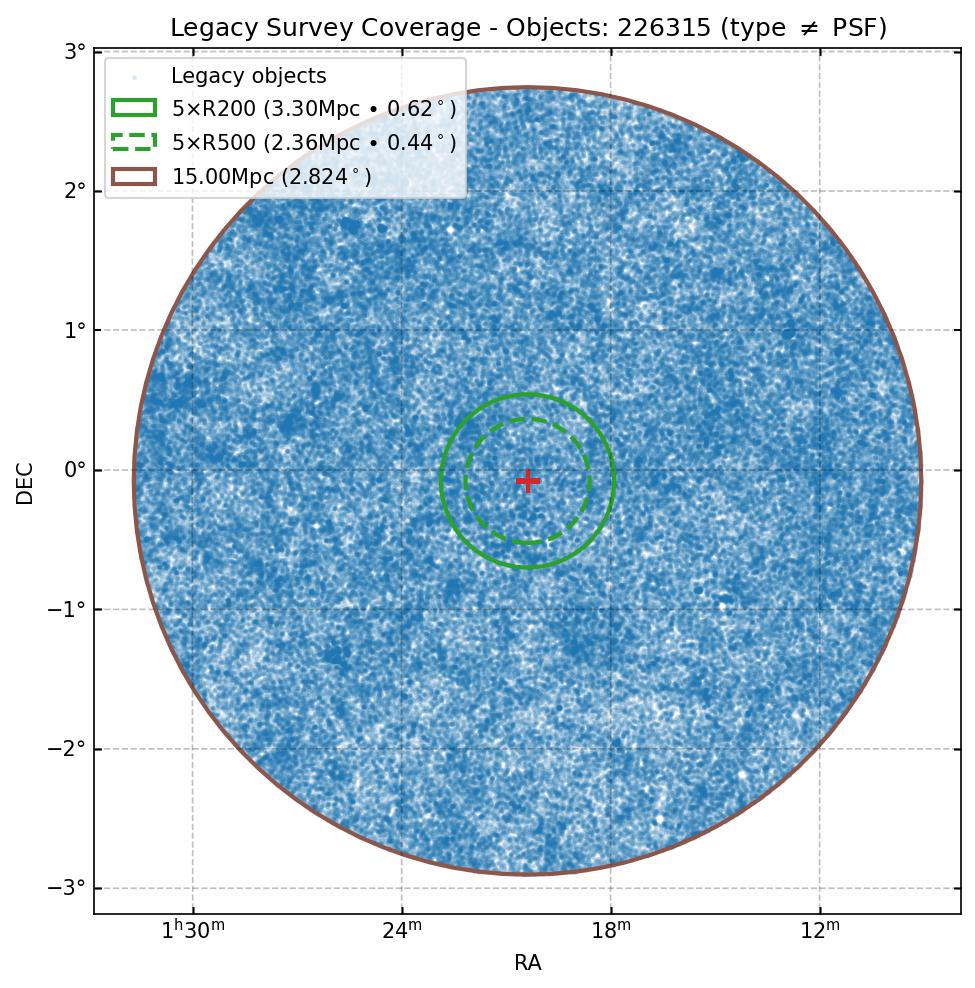 Legacy Survey Coverage - Objects: 226315 (type ≠ PSF)
Legacy objects
5×R200 (3.30Mpc • 0.62°)
5×R500 (2.36Mpc • 0.44°)
15.00Mpc (2.824°)
3°
2°
1°
0°
−1°
−2°
−3°
DEC
1ʰ30ᵐ 24ᵐ 18ᵐ 12ᵐ
RA